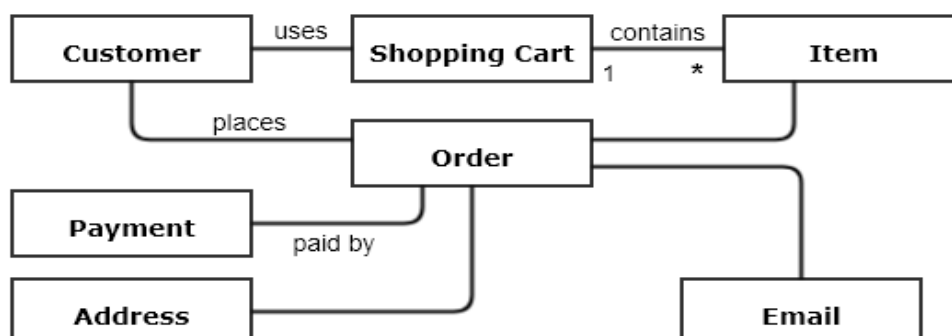 uses
contains
Customer
Shopping Cart
Item
1
*
places
Order
Payment
paid by
Address
Email